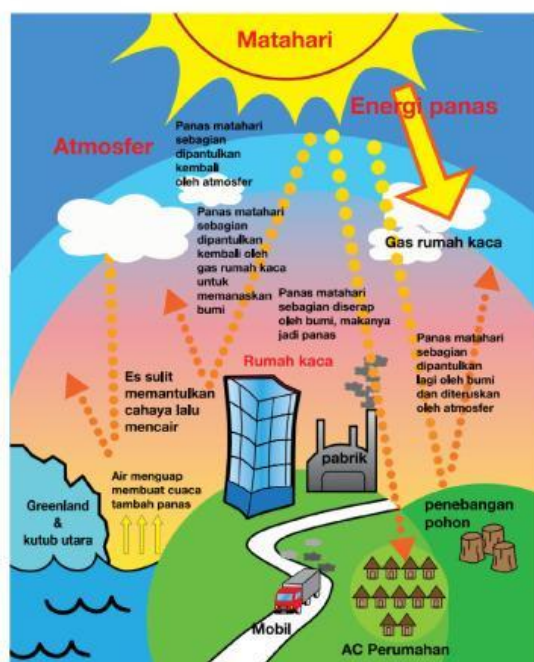 Matahari
Energi panas
Atmosfer
Panas matahari
sebagian
dipantulkan
kembali
oleh atmosfer
Panas matahari
sebagian
dipantulkan
kembali oleh
gas rumah kaca
untuk
memanaskan
bumi
Gas rumah kaca
Panas matahari
sebagian diserap
oleh bumi, makanya
jadi panas
Panas matahari
sebagian
dipantulkan
lagi oleh bumi
dan diteruskan
oleh atmosfer
Rumah kaca
Es sulit
memantulkan
cahaya lalu
mencair
pabrik
Air menguap
membuat cuaca
tambah panas
Greenland
&
kutub utara
penebangan
pohon
Mobil
AC Perumahan